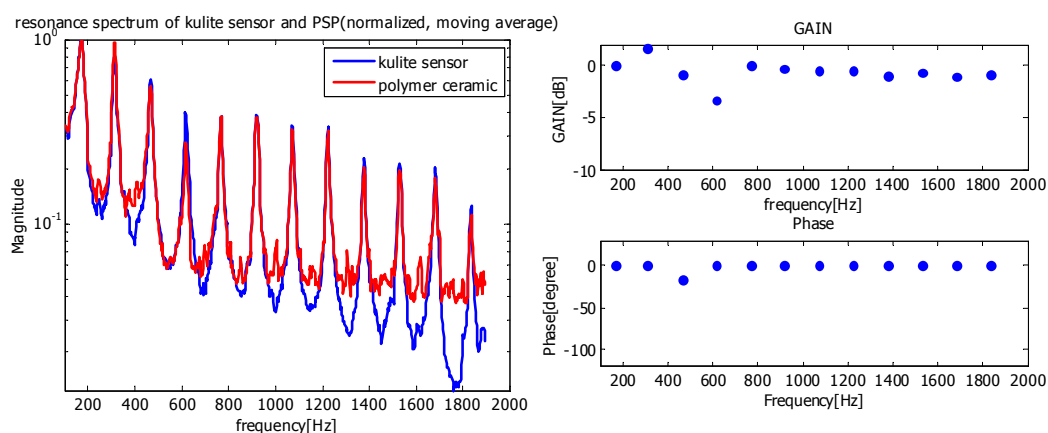 resonance spectrum of kulite sensor and PSP(normalized, moving average)
10^0
10^-1
Magnitude
kulite sensor
polymer ceramic
200 400 600 800 1000 1200 1400 1600 1800 2000
frequency[Hz]
GAIN
0
-5
-10
GAIN[dB]
200 400 600 800 1000 1200 1400 1600 1800 2000
frequency[Hz]
Phase
0
-50
-100
Phase[degree]
200 400 600 800 1000 1200 1400 1600 1800 2000
Frequency[Hz]